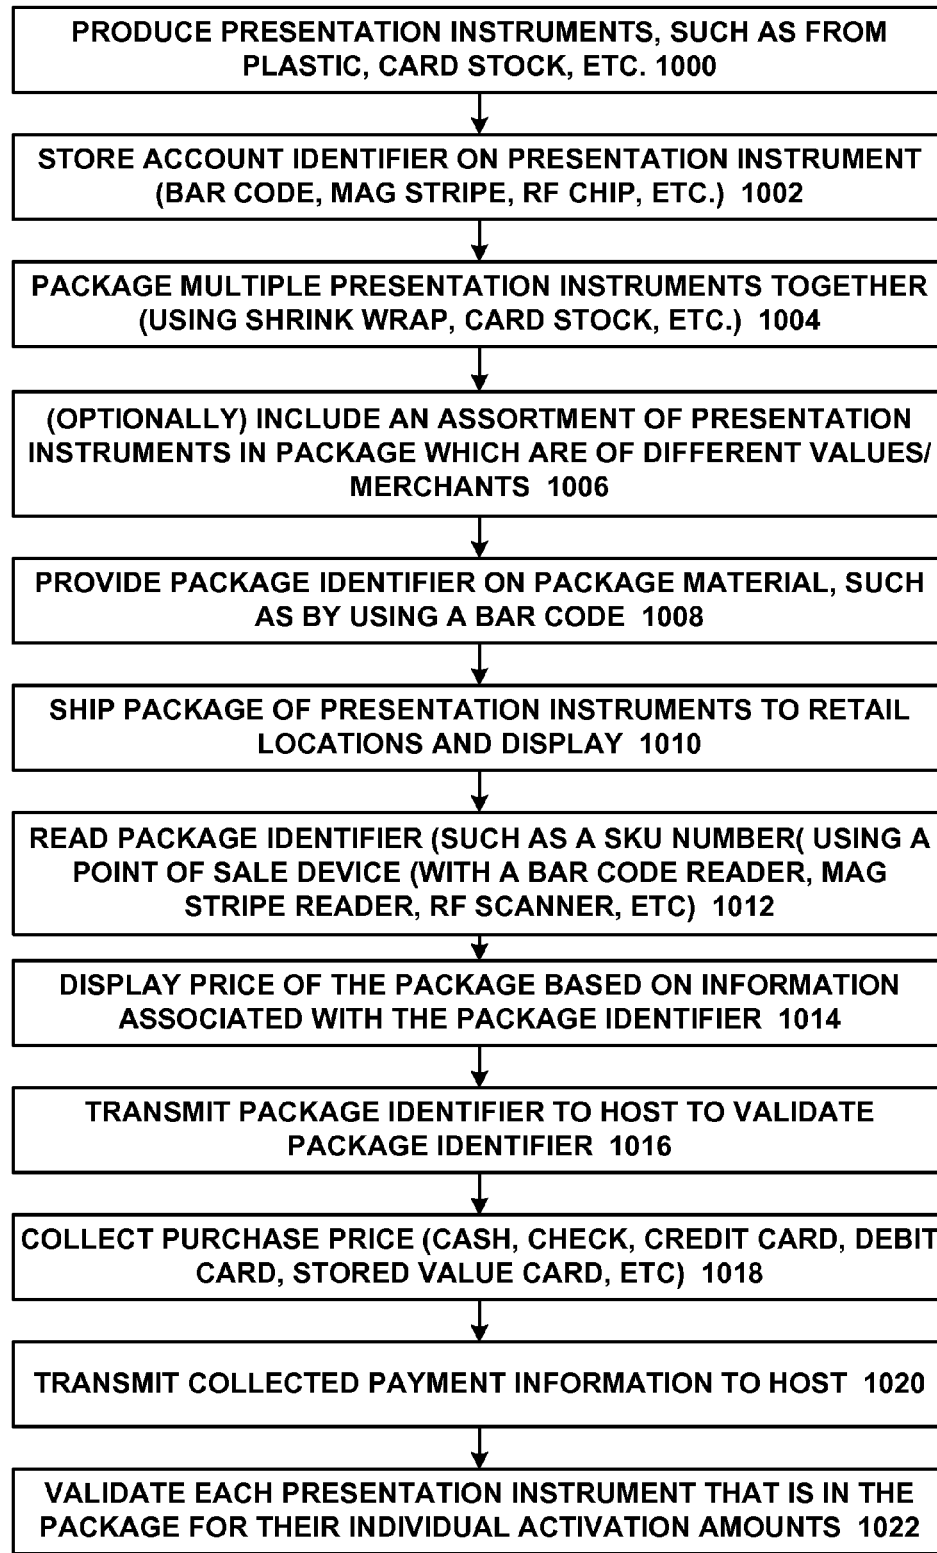 PRODUCE PRESENTATION INSTRUMENTS, SUCH AS FROM
PLASTIC, CARD STOCK, ETC. 1000
STORE ACCOUNT IDENTIFIER ON PRESENTATION INSTRUMENT
(BAR CODE, MAG STRIPE, RF CHIP, ETC.) 1002
PACKAGE MULTIPLE PRESENTATION INSTRUMENTS TOGETHER
(USING SHRINK WRAP, CARD STOCK, ETC.) 1004
(OPTIONALLY) INCLUDE AN ASSORTMENT OF PRESENTATION
INSTRUMENTS IN PACKAGE WHICH ARE OF DIFFERENT VALUES/
MERCHANTS 1006
PROVIDE PACKAGE IDENTIFIER ON PACKAGE MATERIAL, SUCH
AS BY USING A BAR CODE 1008
SHIP PACKAGE OF PRESENTATION INSTRUMENTS TO RETAIL
LOCATIONS AND DISPLAY 1010
READ PACKAGE IDENTIFIER (SUCH AS A SKU NUMBER( USING A
POINT OF SALE DEVICE (WITH A BAR CODE READER, MAG
STRIPE READER, RF SCANNER, ETC) 1012
DISPLAY PRICE OF THE PACKAGE BASED ON INFORMATION
ASSOCIATED WITH THE PACKAGE IDENTIFIER 1014
TRANSMIT PACKAGE IDENTIFIER TO HOST TO VALIDATE
PACKAGE IDENTIFIER 1016
COLLECT PURCHASE PRICE (CASH, CHECK, CREDIT CARD, DEBIT
CARD, STORED VALUE CARD, ETC) 1018
TRANSMIT COLLECTED PAYMENT INFORMATION TO HOST 1020
VALIDATE EACH PRESENTATION INSTRUMENT THAT IS IN THE
PACKAGE FOR THEIR INDIVIDUAL ACTIVATION AMOUNTS 1022